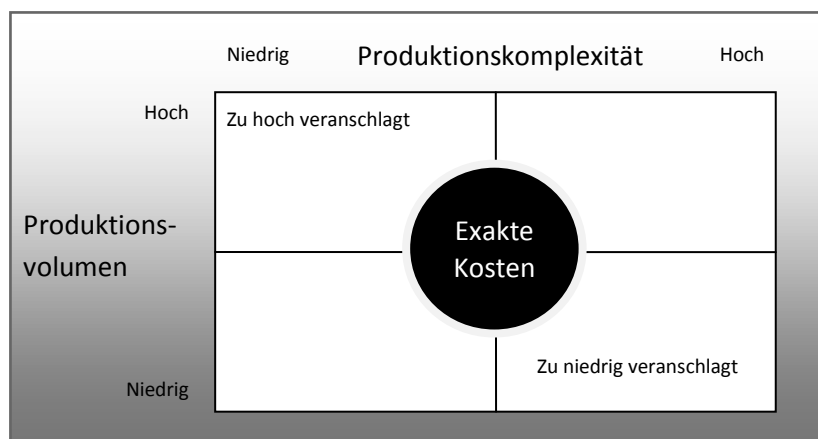 Niedrig Produktionskomplexität Hoch
Hoch
Zu hoch veranschlagt
Produktions-
volumen
Exakte
Kosten
Zu niedrig veranschlagt
Niedrig